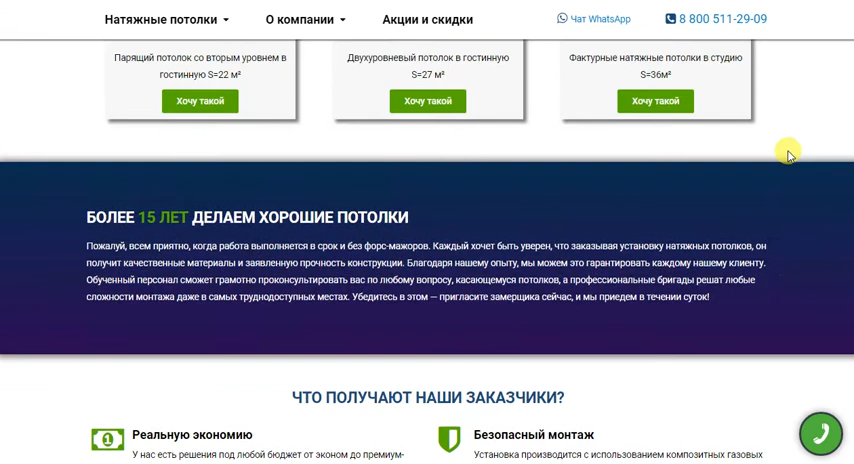 Натяжные потолки
О компании
Акции и скидки
Чат WhatsApp
8 800 511-29-09
Парящий потолок со вторым уровнем в
гостинную S=22 м²
Хочу такой
Двухуровневый потолок в гостинную
S=27 м²
Хочу такой
Фактурные натяжные потолки в студию
S=36м²
Хочу такой
БОЛЕЕ 15 ЛЕТ ДЕЛАЕМ ХОРОШИЕ ПОТОЛКИ
Пожалуй, всем приятно, когда работа выполняется в срок и без форс-мажоров. Каждый хочет быть уверен, что заказывая установку натяжных потолков, он
получит качественные материалы и заявленную прочность конструкции. Благодаря нашему опыту, мы можем это гарантировать каждому нашему клиенту.
Обученный персонал сможет грамотно проконсультировать вас по любому вопросу, касающемуся потолков, а профессиональные бригады решат любые
сложности монтажа даже в самых труднодоступных местах. Убедитесь в этом — пригласите замерщика сейчас, и мы приедем в течении суток!
ЧТО ПОЛУЧАЮТ НАШИ ЗАКАЗЧИКИ?
Реальную экономию
У нас есть решения под любой бюджет от эконом до премиум-
Безопасный монтаж
Установка производится с использованием композитных газовых